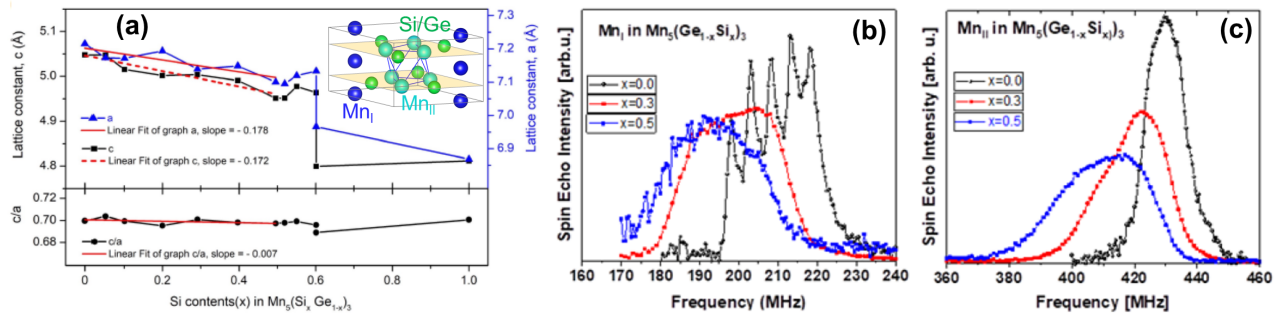 (a)
Si/Ge
Mn_I
Mn_II
Lattice constant, c (Å)
5.1
5.0
4.9
4.8
Lattice constant, a (Å)
7.3
7.2
7.1
7.0
6.9
a
Linear Fit of graph a, slope = - 0.178
c
Linear Fit of graph c, slope = - 0.172
c/a
0.72
0.70
0.68
c/a
Linear Fit of graph c/a, slope = - 0.007
0.0 0.2 0.4 0.6 0.8 1.0
Si contents(x) in Mn5(SixGe1-x)3
(b)
Mn_I in Mn5(Ge1-xSix)3
x=0.0
x=0.3
x=0.5
Spin Echo Intensity [arb.u.]
170 180 190 200 210 220 230 240
Frequency (MHz)
(c)
Mn_II in Mn5(Ge1-xSix)3
x=0.0
x=0.3
x=0.5
Spin Echo Intensity [arb. u.]
360 380 400 420 440 460
Frequency [MHz]